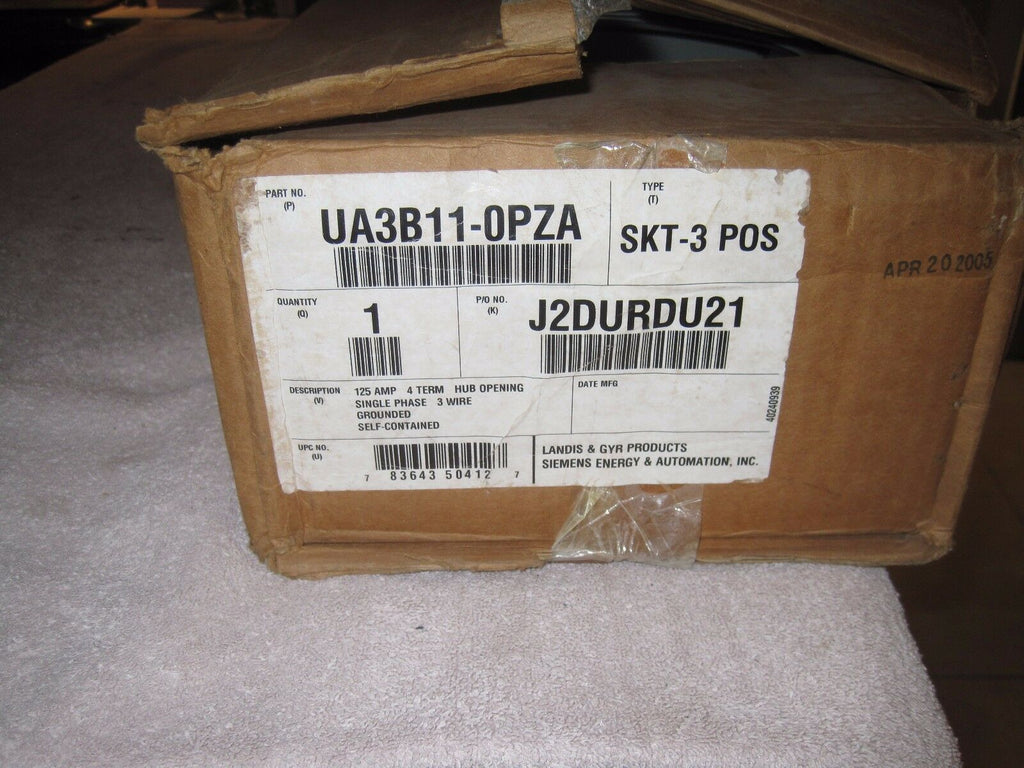 PART NO.
(P)
UA3B11-0PZA
TYPE
(T)
SKT-3 POS
APR 20 2005
QUANTITY
(Q)
1
P/O NO.
(K)
J2DURDU21
DESCRIPTION
(V)
125 AMP 4 TERM HUB OPENING
SINGLE PHASE 3 WIRE
GROUNDED
SELF-CONTAINED
DATE MFG
40240939
UPC NO.
(U)
7 83643 50412 7
LANDIS & GYR PRODUCTS
SIEMENS ENERGY & AUTOMATION, INC.